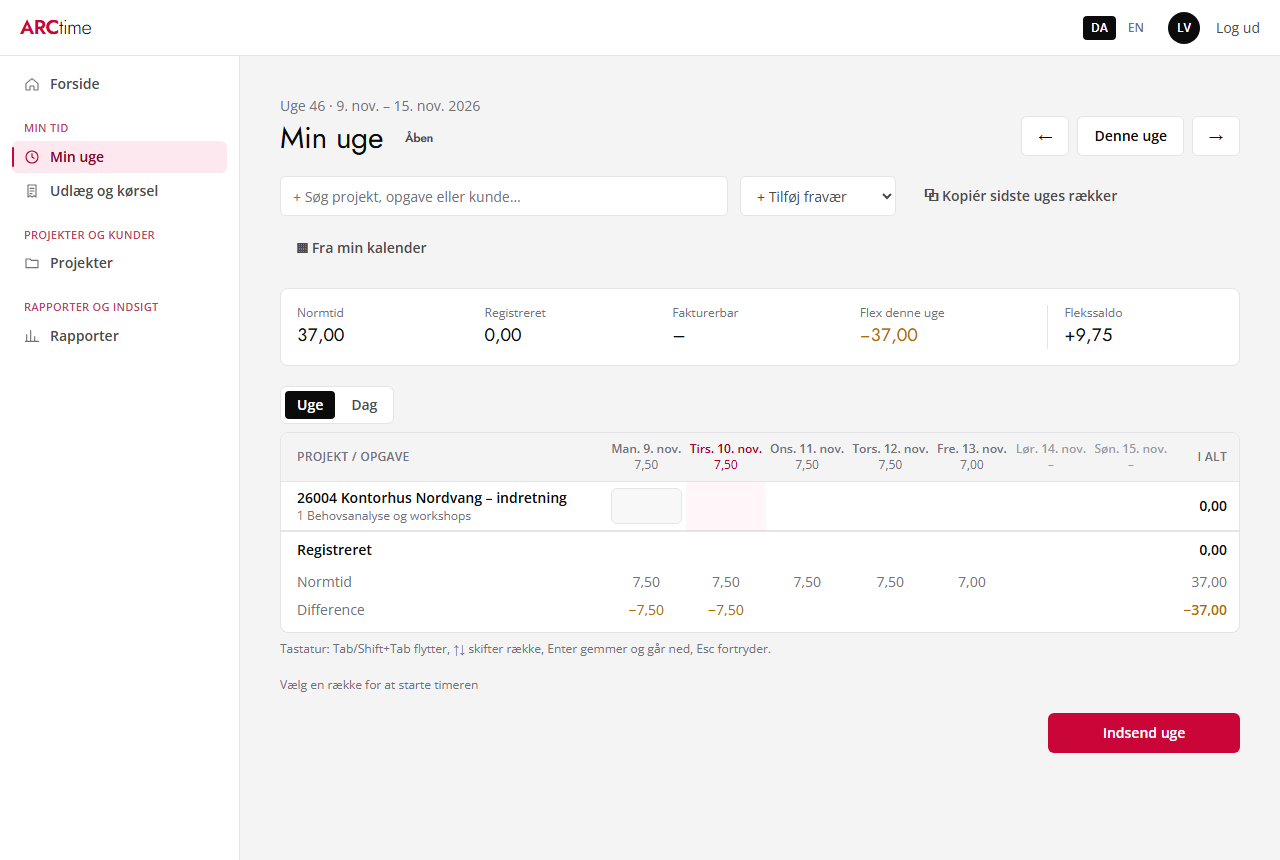 ARCtime
DA EN LV Log ud
Forside
MIN TID
Min uge
Udlæg og kørsel
PROJEKTER OG KUNDER
Projekter
RAPPORTER OG INDSIGT
Rapporter
Uge 46 · 9. nov. – 15. nov. 2026
Min uge Åben
← Denne uge →
+ Søg projekt, opgave eller kunde...
+ Tilføj fravær
Kopiér sidste uges rækker
Fra min kalender
Normtid Registreret Fakturerbar Flex denne uge Flekssaldo
37,00 0,00 – −37,00 +9,75
Uge Dag
PROJEKT / OPGAVE Man. 9. nov. Tirs. 10. nov. Ons. 11. nov. Tors. 12. nov. Fre. 13. nov. Lør. 14. nov. Søn. 15. nov. I ALT
7,50 7,50 7,50 7,50 7,00 – –
26004 Kontorhus Nordvang – indretning 0,00
1 Behovsanalyse og workshops
Registreret 0,00
Normtid 7,50 7,50 7,50 7,50 7,00 37,00
Difference −7,50 −7,50 −37,00
Tastatur: Tab/Shift+Tab flytter, ↑↓ skifter række, Enter gemmer og går ned, Esc fortryder.
Vælg en række for at starte timeren
Indsend uge